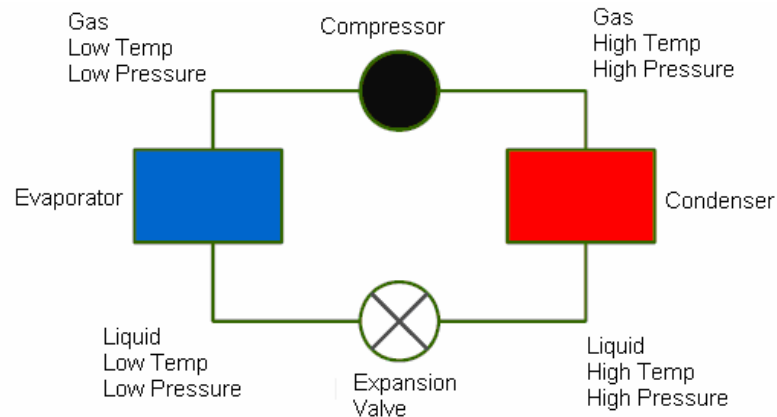 Gas
Low Temp
Low Pressure
Compressor
Gas
High Temp
High Pressure
Evaporator
Condenser
Liquid
Low Temp
Low Pressure
Expansion
Valve
Liquid
High Temp
High Pressure